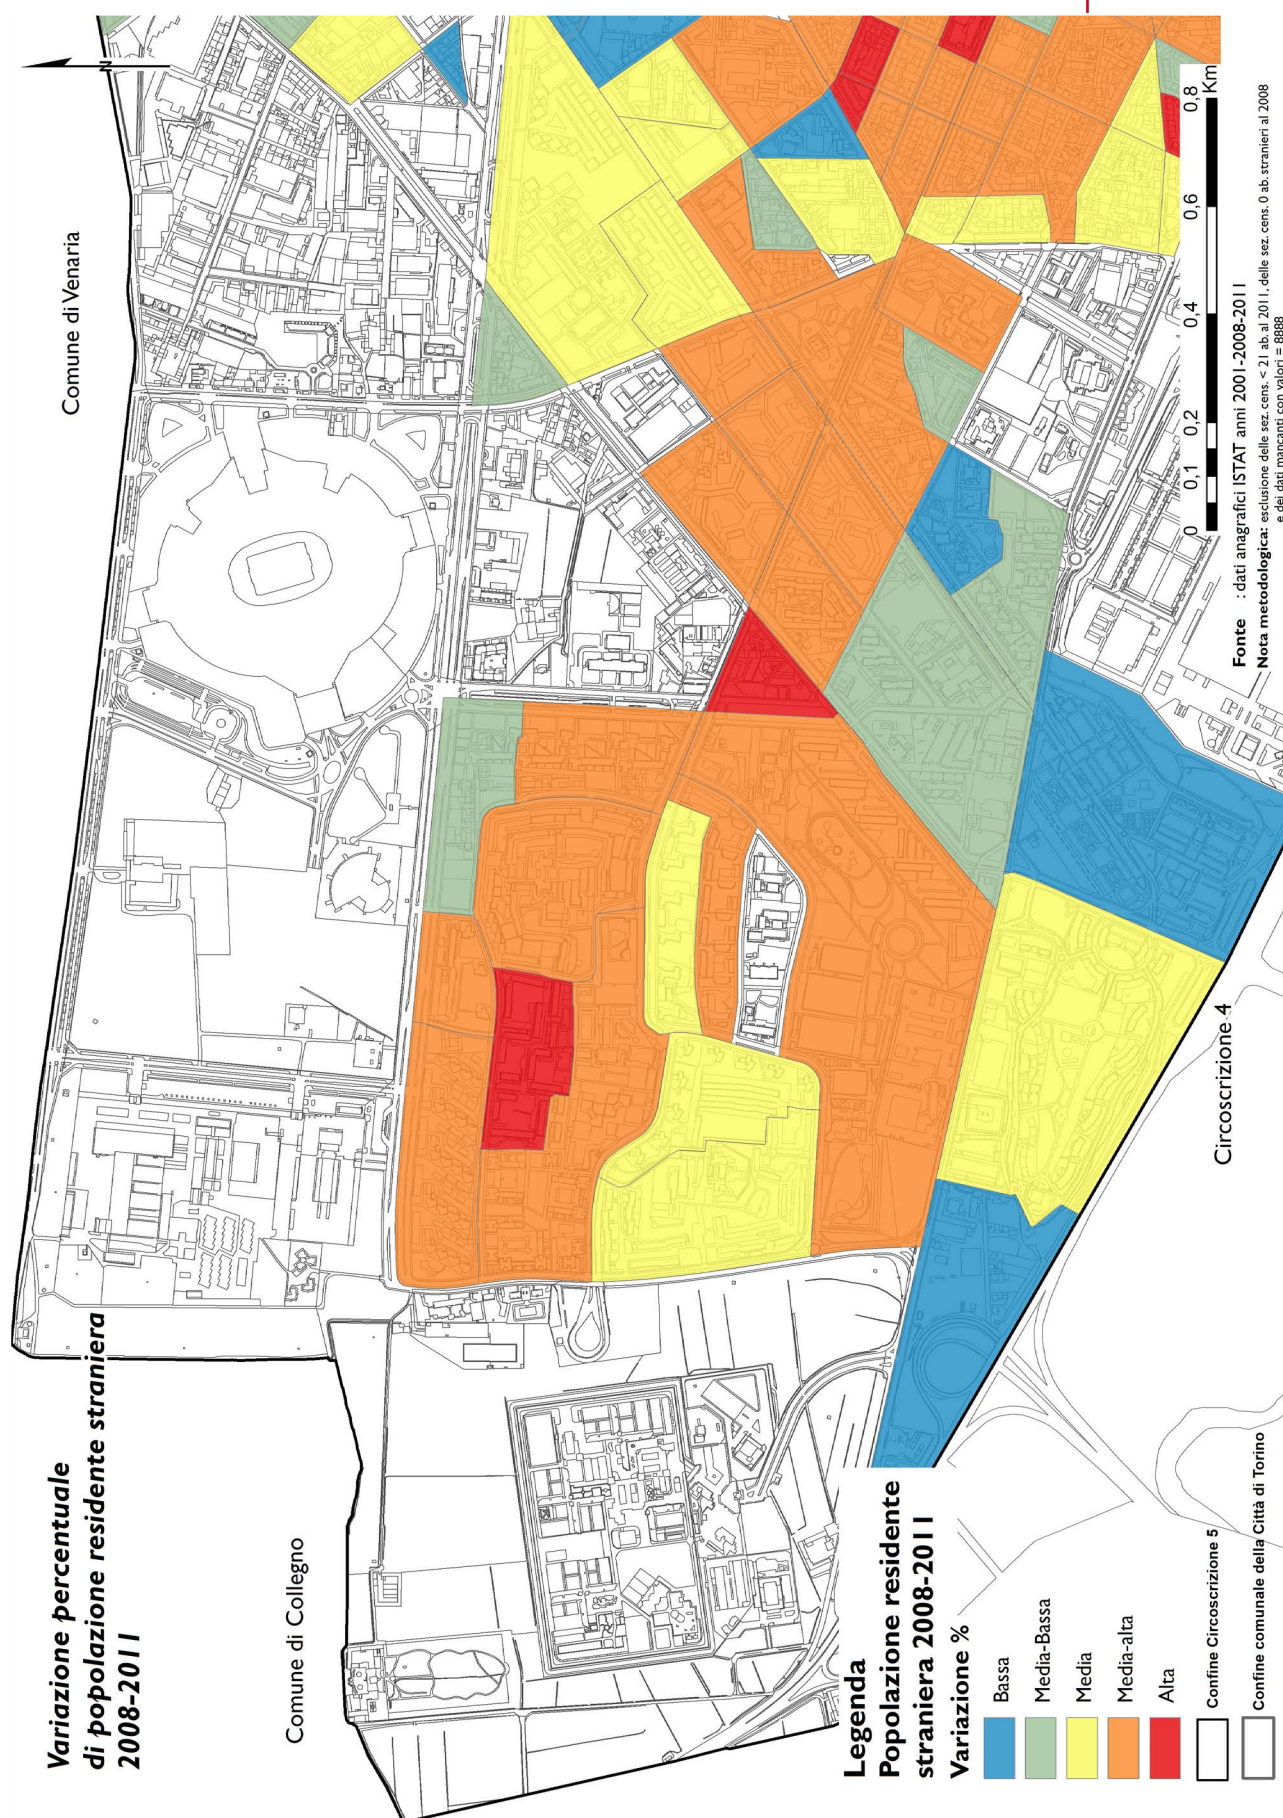 Variazione percentuale
di popolazione residente straniera
2008-2011
Comune di Venaria
Comune di Collegno
Circoscrizione 4
N
Legenda
Popolazione residente
straniera 2008-2011
Variazione %
Bassa
Media-Bassa
Media
Media-alta
Alta
Confine Circoscrizione 5
Confine comunale della Città di Torino
0 0,1 0,2 0,4 0,6 0,8
Km
Fonte : dati anagrafici ISTAT anni 2001-2008-2011
Nota metodologica: esclusione delle sez. cens. < 21 ab. al 2011, delle sez. cens. 0 ab. stranieri al 2008
e dei dati mancanti con valori = 8888